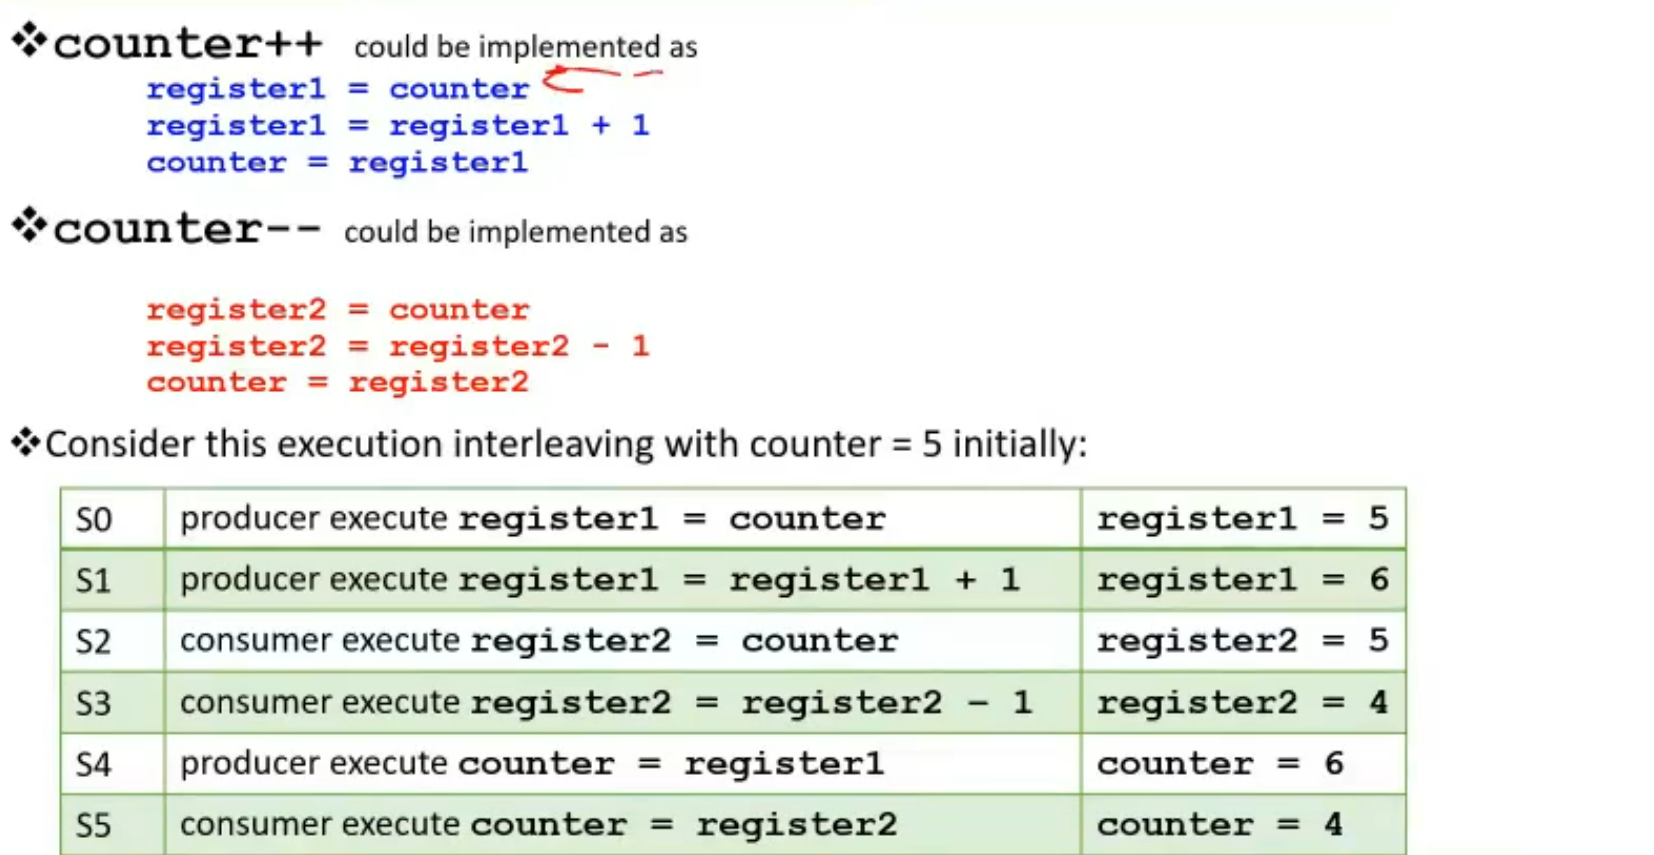 ❖counter++ could be implemented as
register1 = counter
register1 = register1 + 1
counter = register1
❖counter-- could be implemented as
register2 = counter
register2 = register2 - 1
counter = register2
❖Consider this execution interleaving with counter = 5 initially:
S0 producer execute register1 = counter register1 = 5
S1 producer execute register1 = register1 + 1 register1 = 6
S2 consumer execute register2 = counter register2 = 5
S3 consumer execute register2 = register2 - 1 register2 = 4
S4 producer execute counter = register1 counter = 6
S5 consumer execute counter = register2 counter = 4